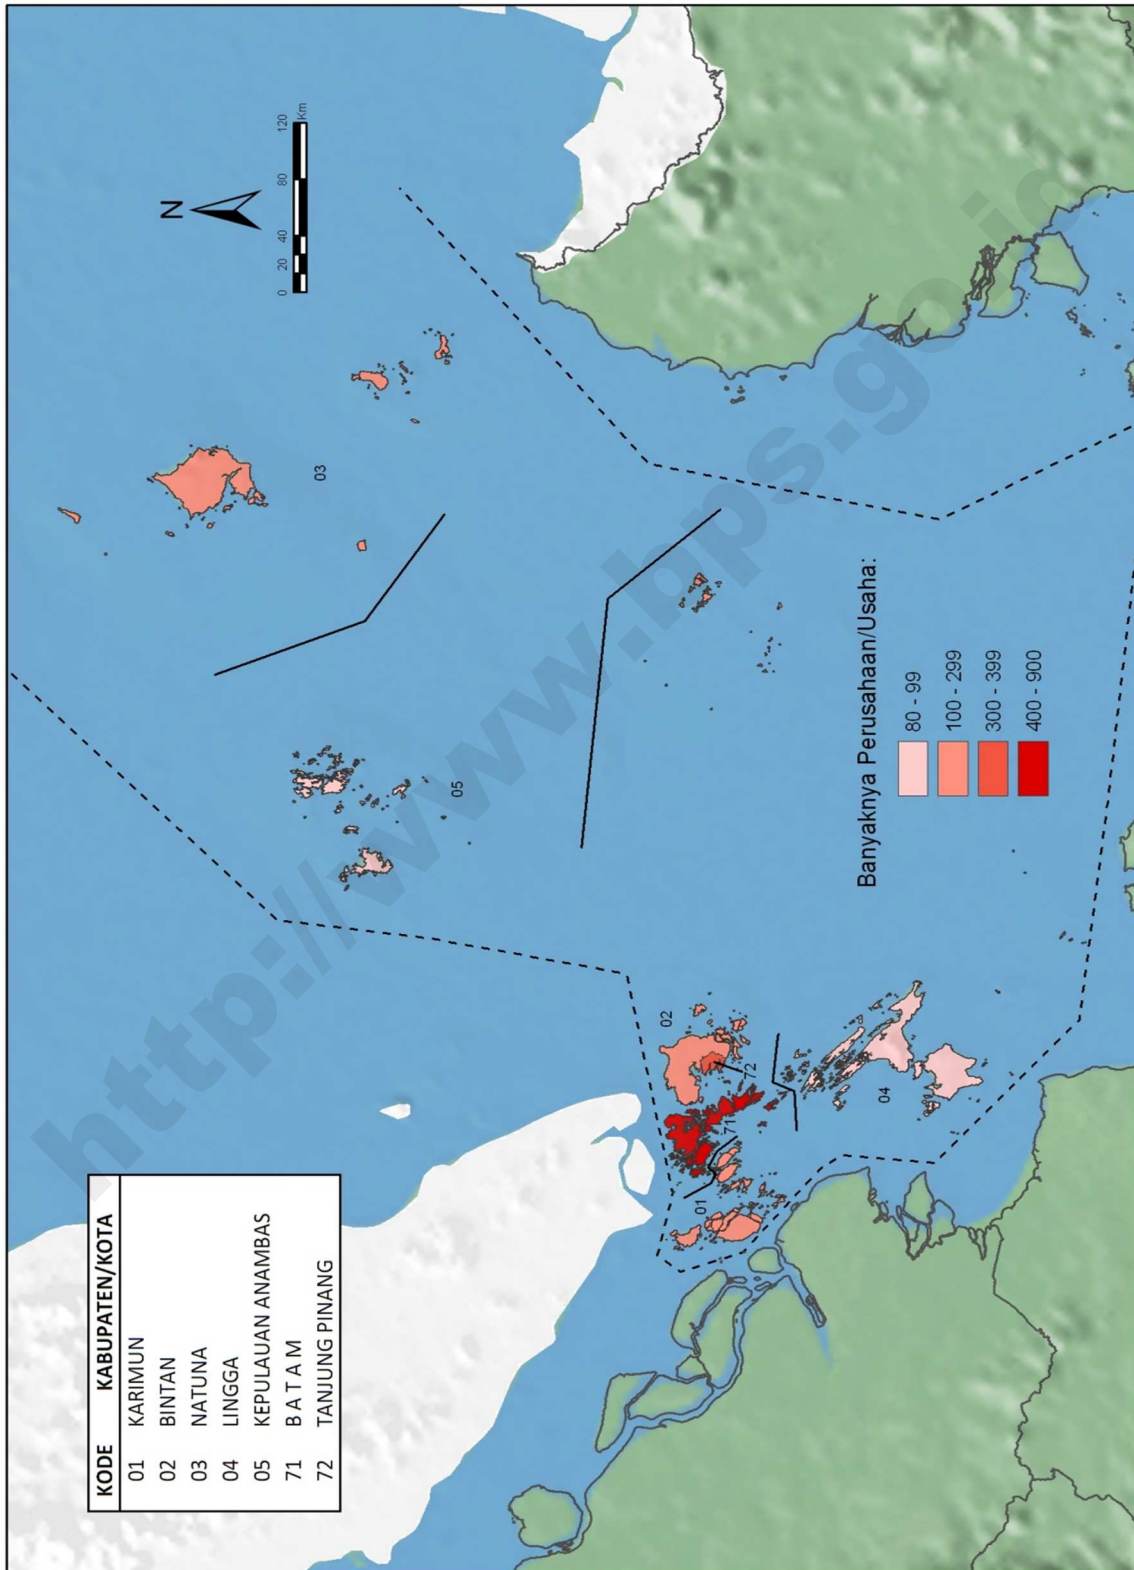 KODE KABUPATEN/KOTA
01 KARIMUN
02 BINTAN
03 NATUNA
04 LINGGA
05 KEPULAUAN ANAMBAS
71 B A T A M
72 TANJUNG PINANG
N
0 20 40 80 120
Km
03
05
02
72
71
01
04
Banyaknya Perusahaan/Usaha:
80 - 99
100 - 299
300 - 399
400 - 900
http://www.bps.go.id